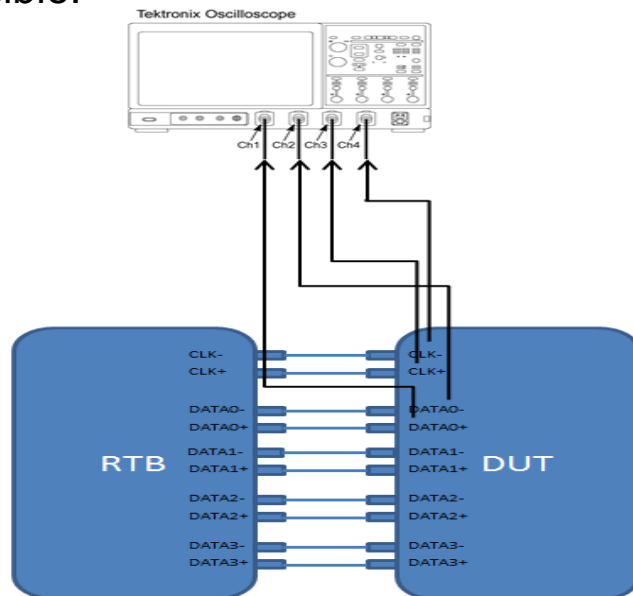 Tektronix Oscilloscope
Ch1
Ch2
Ch3
Ch4
CLK-
CLK+
DATA0-
DATA0+
DATA1-
DATA1+
DATA2-
DATA2+
DATA3-
DATA3+
RTB
CLK-
CLK+
DATA0-
DATA0+
DATA1-
DATA1+
DATA2-
DATA2+
DATA3-
DATA3+
DUT